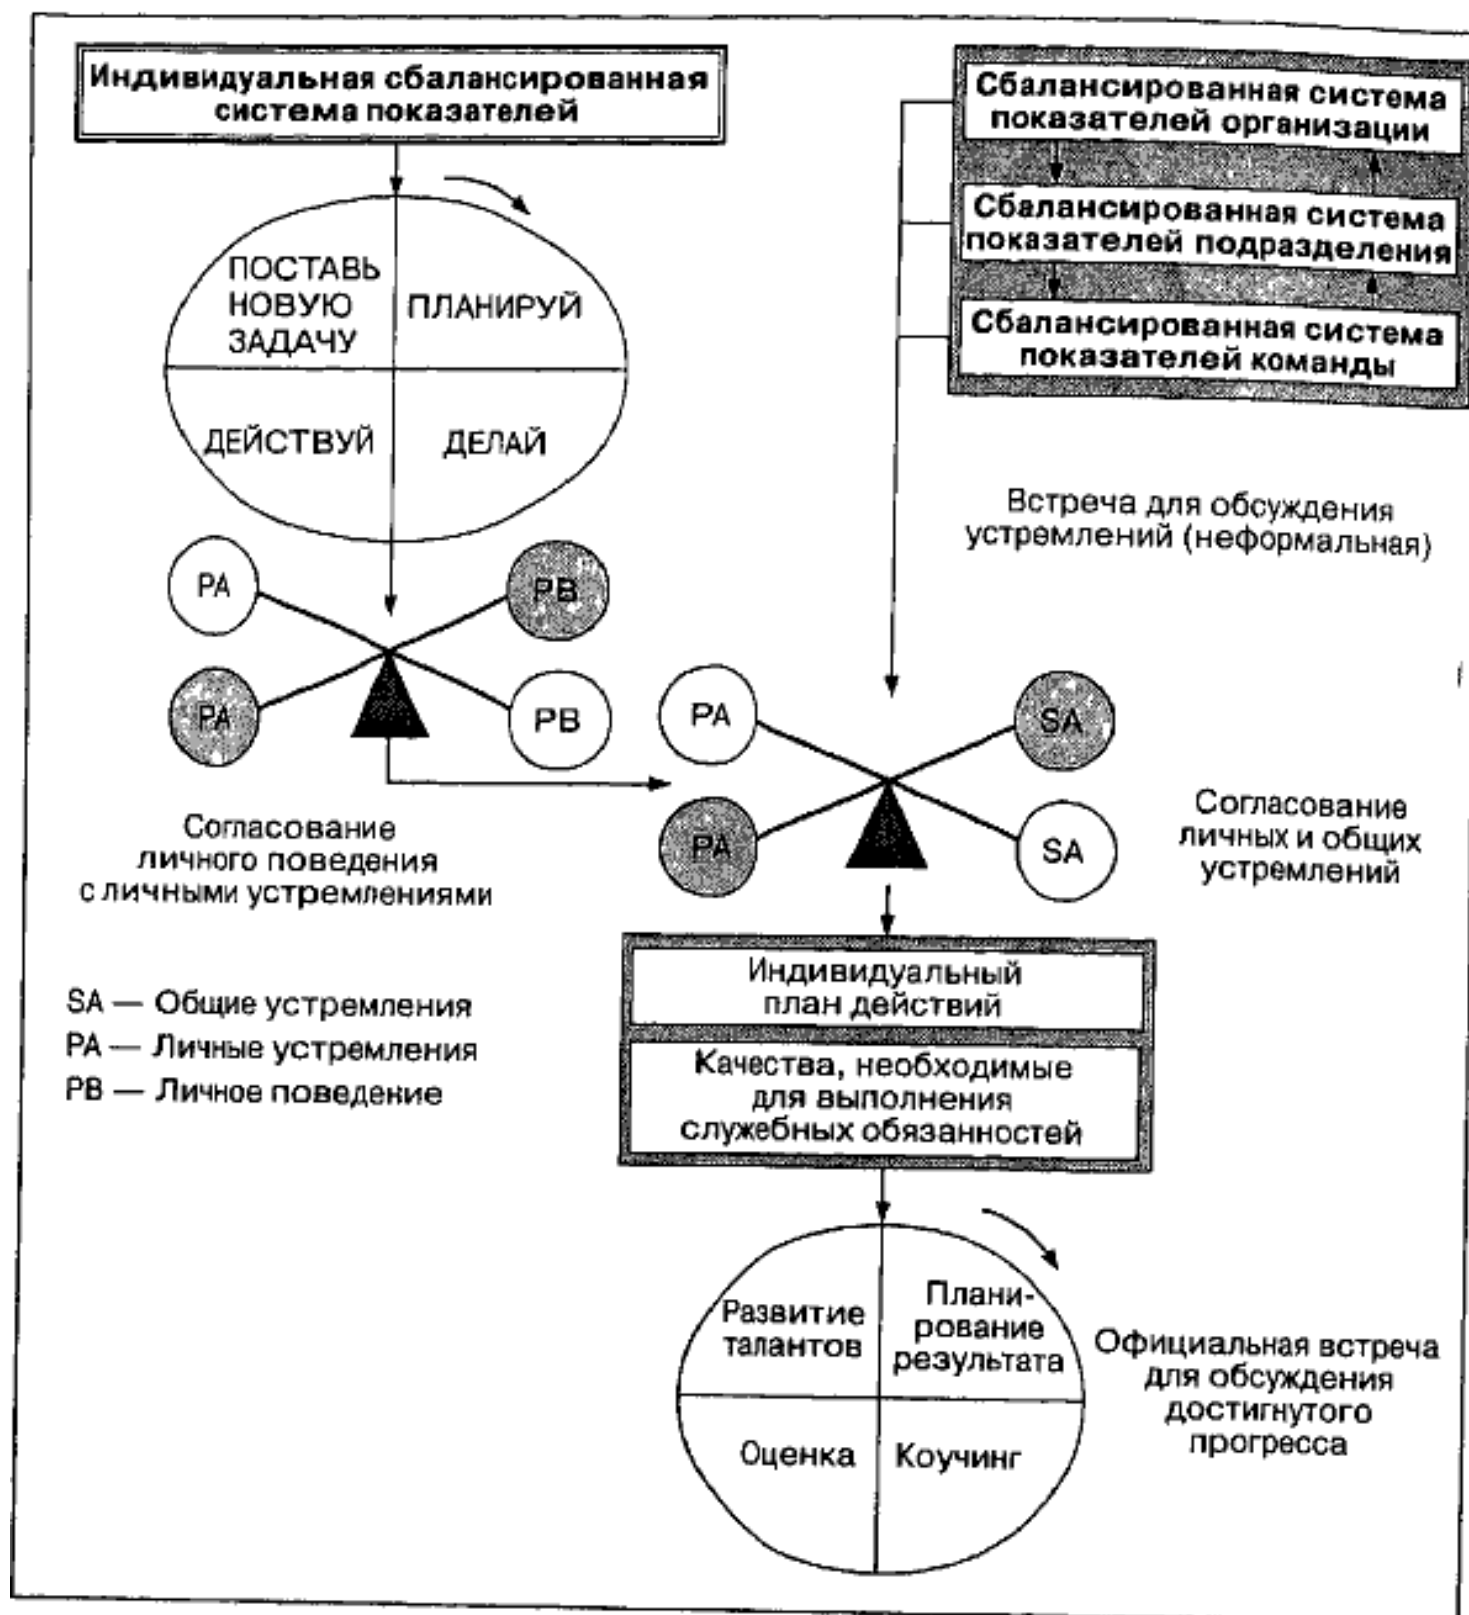 Индивидуальная сбалансированная
система показателей
Сбалансированная система
показателей организации
Сбалансированная система
показателей подразделения
Сбалансированная система
показателей команды
ПОСТАВЬ
НОВУЮ
ЗАДАЧУ
ПЛАНИРУЙ
ДЕЙСТВУЙ
ДЕЛАЙ
Встреча для обсуждения
устремлений (неформальная)
PA
PB
PA
PB
PA
SA
PA
SA
Согласование
личного поведения
с личными устремлениями
Согласование
личных и общих
устремлений
SA — Общие устремления
PA — Личные устремления
PB — Личное поведение
Индивидуальный
план действий
Качества, необходимые
для выполнения
служебных обязанностей
Развитие
талантов
Плани-
рование
результата
Оценка
Коучинг
Официальная встреча
для обсуждения
достигнутого
прогресса